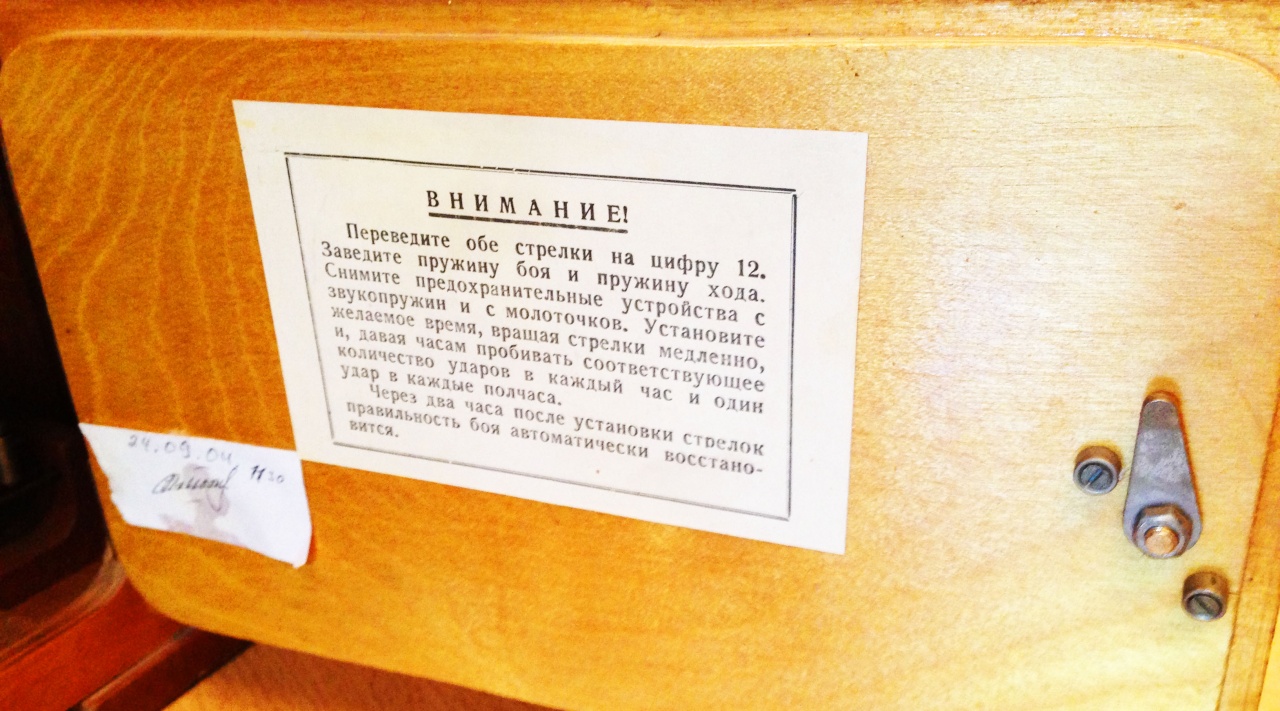 ВНИМАНИЕ!
Переведите обе стрелки на цифру 12.
Заведите пружину боя и пружину хода.
Снимите предохранительные устройства с
звукопружин и с молоточков. Установите
желаемое время, вращая стрелки медленно,
и, давая часам пробивать соответствующее
количество ударов в каждый час и один
удар в каждые полчаса.
Через два часа после установки стрелок
правильность боя автоматически восстано-
вится.
24.09.04